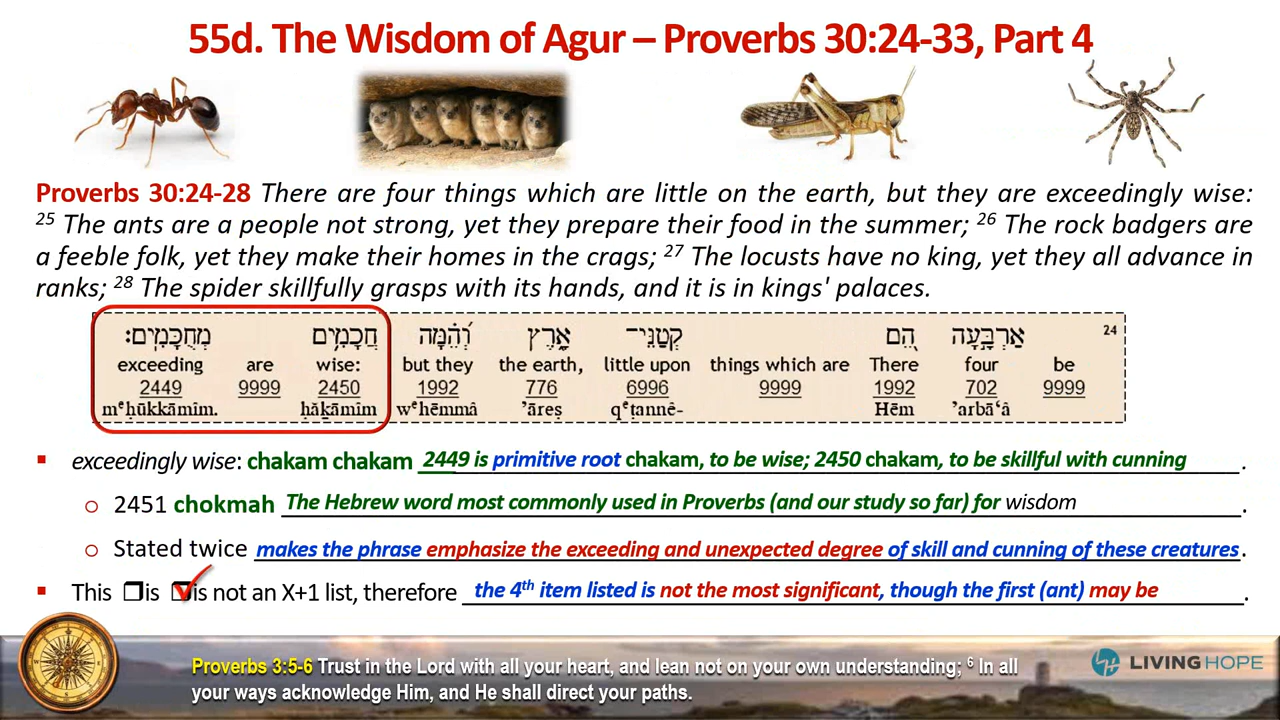 55d. The Wisdom of Agur – Proverbs 30:24-33, Part 4
Proverbs 30:24-28 There are four things which are little on the earth, but they are exceedingly wise:
25 The ants are a people not strong, yet they prepare their food in the summer; 26 The rock badgers are
a feeble folk, yet they make their homes in the crags; 27 The locusts have no king, yet they all advance in
ranks; 28 The spider skillfully grasps with its hands, and it is in kings' palaces.
מְחֻכָּמִֽים׃ חֲכָמִ֥ים וְ֝הֵ֗מָּה אָ֑רֶץ קְטַנֵּי־ הֵ֭ם אַרְבָּעָ֣ה 24
exceeding are wise: but they the earth, little upon things which are There four be
2449 9999 2450 1992 776 6996 9999 1992 702 9999
mᵉḥūkkāmîm. ḥăḵāmîm wᵉhēmmâ ’āreṣ qᵉṭannê- Hēm ’arbā‘â
▪ exceedingly wise: chakam chakam 2449 is primitive root chakam, to be wise; 2450 chakam, to be skillful with cunning.
o 2451 chokmah The Hebrew word most commonly used in Proverbs (and our study so far) for wisdom.
o Stated twice makes the phrase emphasize the exceeding and unexpected degree of skill and cunning of these creatures.
▪ This ❒is ❒is not an X+1 list, therefore the 4th item listed is not the most significant, though the first (ant) may be.
Proverbs 3:5-6 Trust in the Lord with all your heart, and lean not on your own understanding; 6 In all
your ways acknowledge Him, and He shall direct your paths.
LIVING HOPE